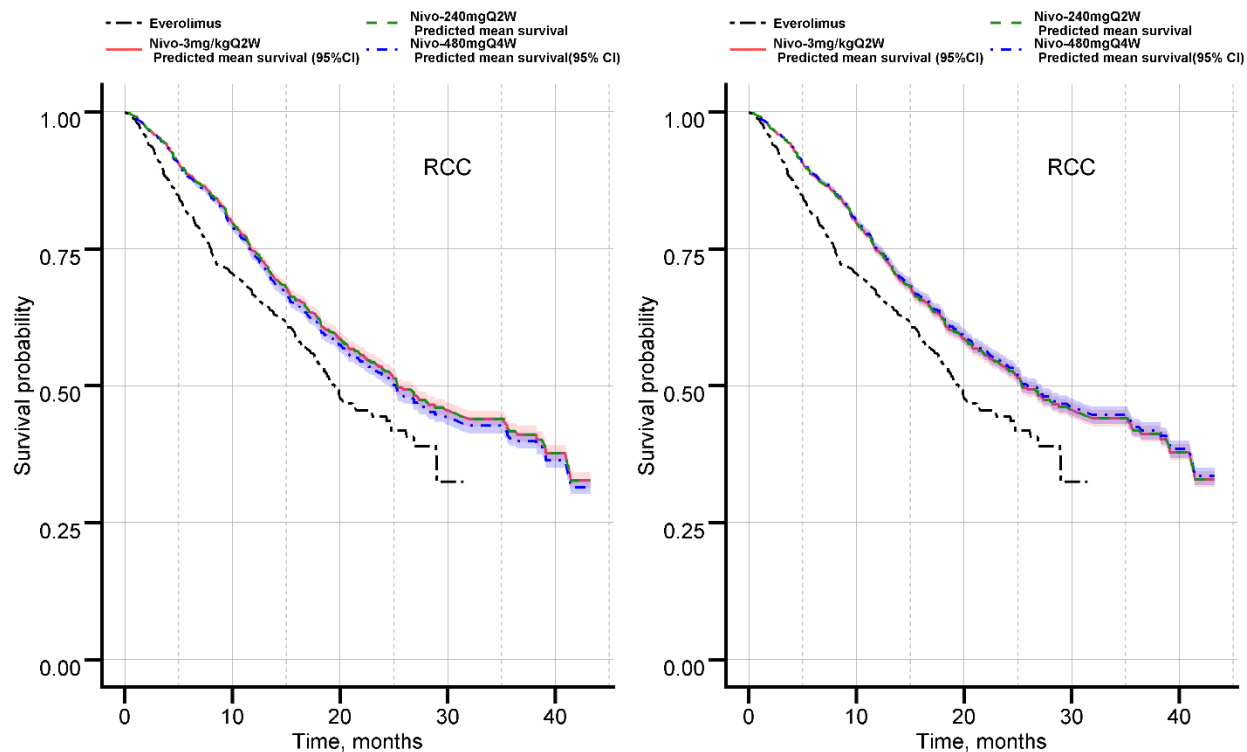 Everolimus
Nivo-3mg/kgQ2W
Predicted mean survival (95%CI)
Nivo-240mgQ2W
Predicted mean survival
Nivo-480mgQ4W
Predicted mean survival(95% CI)
RCC
Survival probability
1.00
0.75
0.50
0.25
0.00
0 10 20 30 40
Time, months
Everolimus
Nivo-3mg/kgQ2W
Predicted mean survival (95%CI)
Nivo-240mgQ2W
Predicted mean survival
Nivo-480mgQ4W
Predicted mean survival(95% CI)
RCC
Survival probability
1.00
0.75
0.50
0.25
0.00
0 10 20 30 40
Time, months